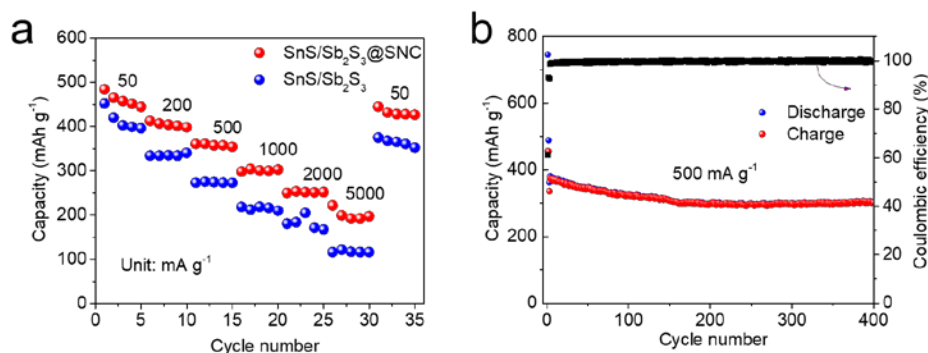 a
Capacity (mAh g⁻¹)
600
500
400
300
200
100
0
SnS/Sb₂S₃@SNC
SnS/Sb₂S₃
50
200
500
1000
2000
5000
50
Unit: mA g⁻¹
0 5 10 15 20 25 30 35
Cycle number
b
Capacity (mAh g⁻¹)
800
600
400
200
0
Discharge
Charge
500 mA g⁻¹
100
80
60
40
20
0
Coulombic efficiency (%)
0 100 200 300 400
Cycle number